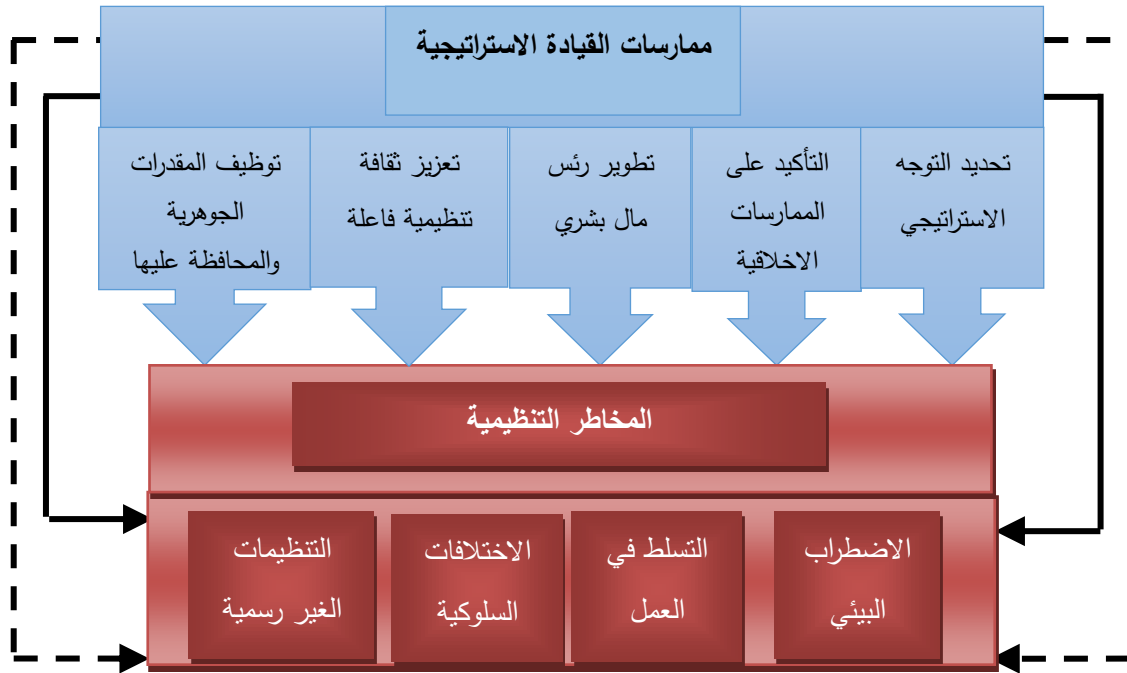 ممارسات القيادة الاستراتيجية
تحديد التوجه
الاستراتيجي
التأكيد على
الممارسات
الاخلاقية
تطوير رئس
مال بشري
تعزيز ثقافة
تنظيمية فاعلة
توظيف المقدرات
الجوهرية
والمحافظة عليها
المخاطر التنظيمية
الاضطراب
البيئي
التسلط في
العمل
الاختلافات
السلوكية
التنظيمات
الغير رسمية